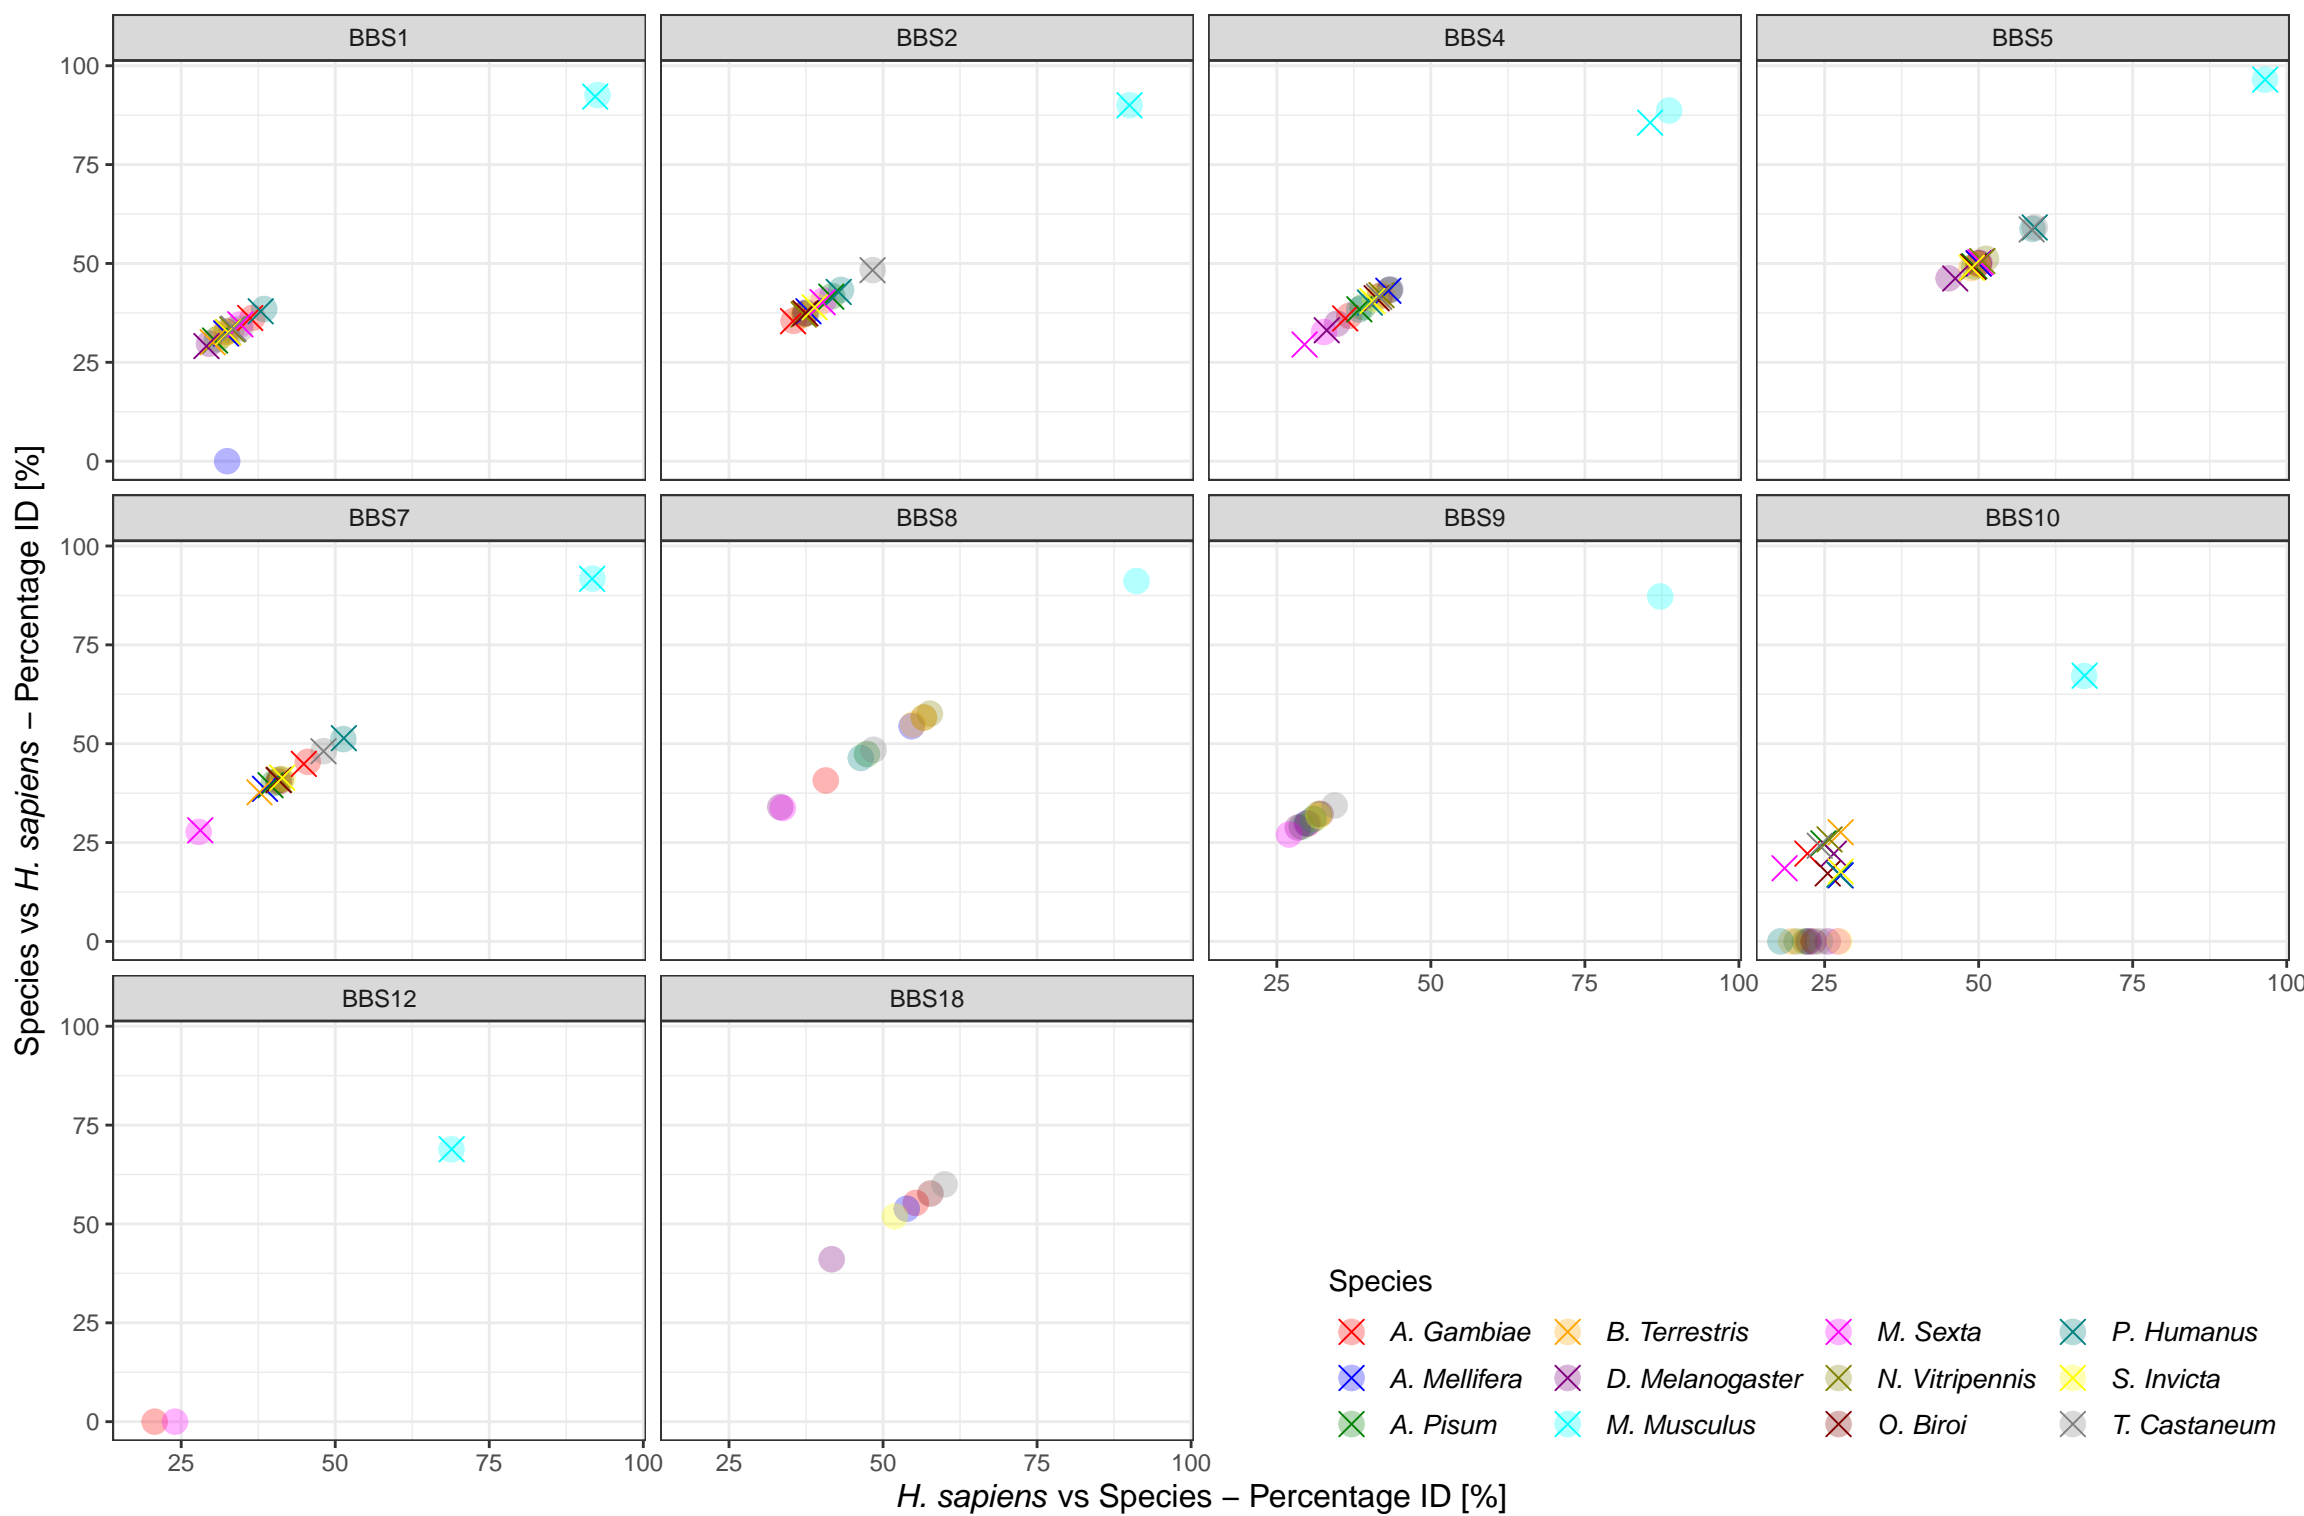 BBS1 BBS2 BBS4 BBS5
100
75
50
25
0
BBS7 BBS8 BBS9 BBS10
100
75
50
25
0
25 50 75 100 25 50 75 100
BBS12 BBS18
100
75
50
25
0
25 50 75 100 25 50 75 100
Species vs H. sapiens – Percentage ID [%]
H. sapiens vs Species – Percentage ID [%]
Species
A. Gambiae B. Terrestris M. Sexta P. Humanus
A. Mellifera D. Melanogaster N. Vitripennis S. Invicta
A. Pisum M. Musculus O. Biroi T. Castaneum